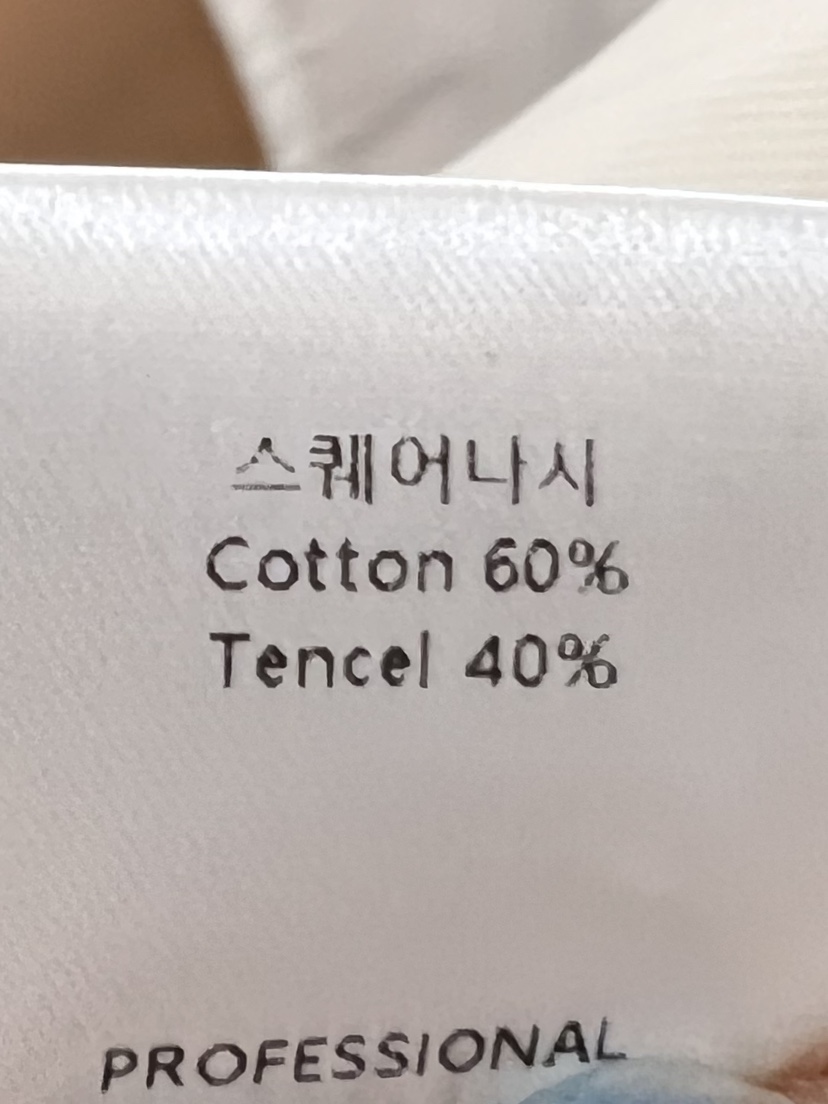 스퀘어나시
Cotton 60%
Tencel 40%
PROFESSIONAL